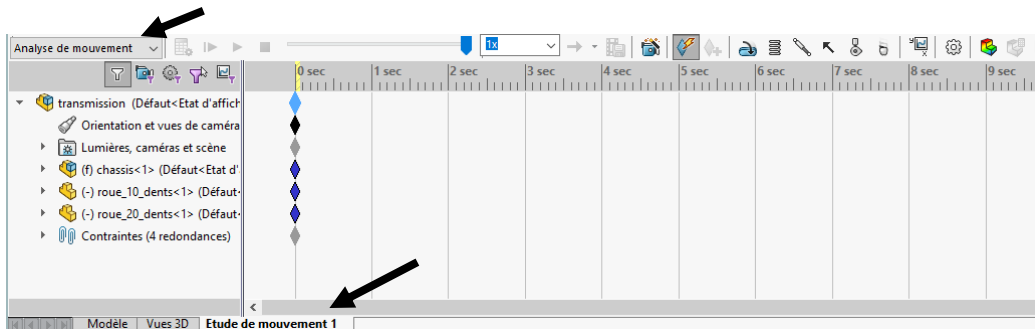 Analyse de mouvement 1x
0 sec 1 sec 2 sec 3 sec 4 sec 5 sec 6 sec 7 sec 8 sec 9 sec
transmission (Défaut<Etat d'affich
Orientation et vues de caméra
Lumières, caméras et scène
(f) chassis<1> (Défaut<Etat d'
(-) roue_10_dents<1> (Défaut<
(-) roue_20_dents<1> (Défaut<
Contraintes (4 redondances)
Modèle Vues 3D Etude de mouvement 1